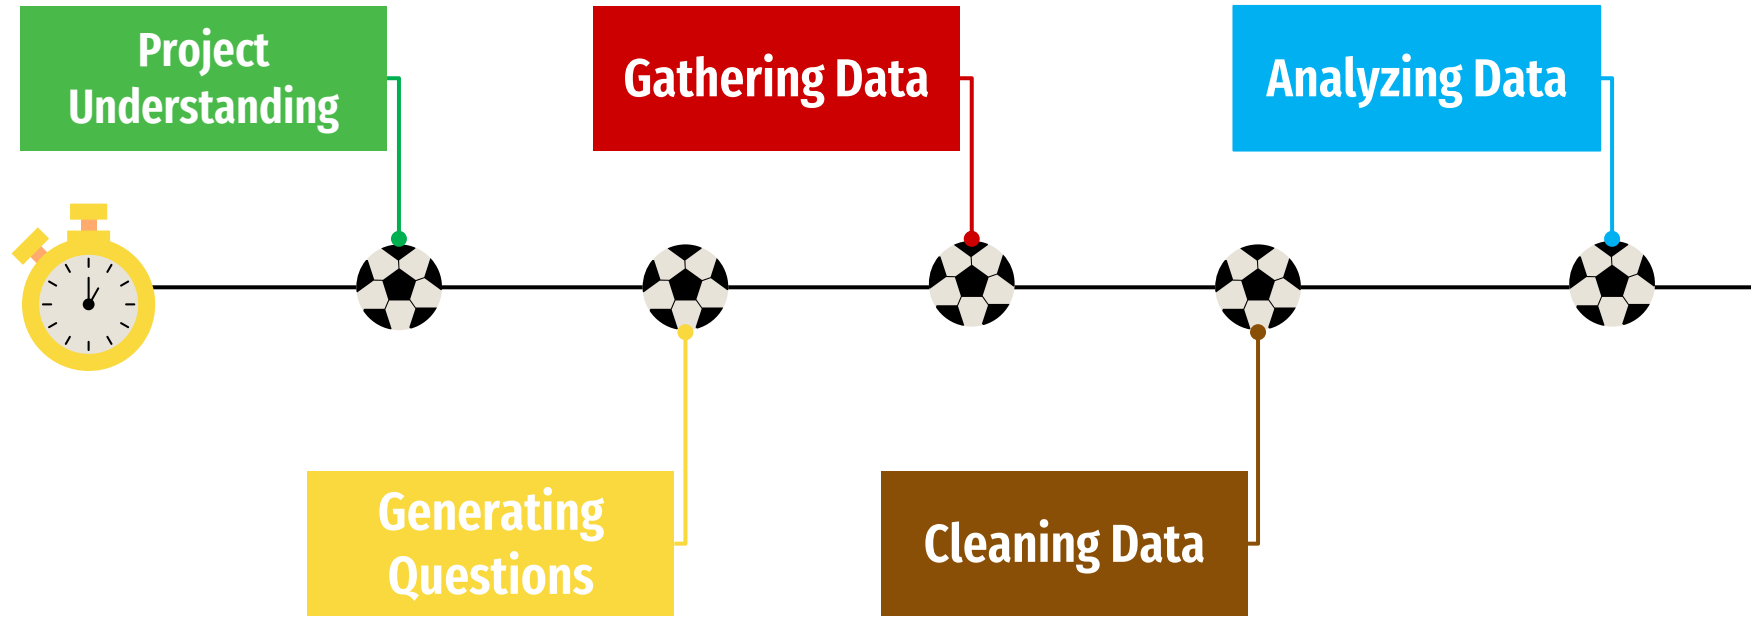 Project
Understanding
Generating
Questions
Gathering Data
Cleaning Data
Analyzing Data